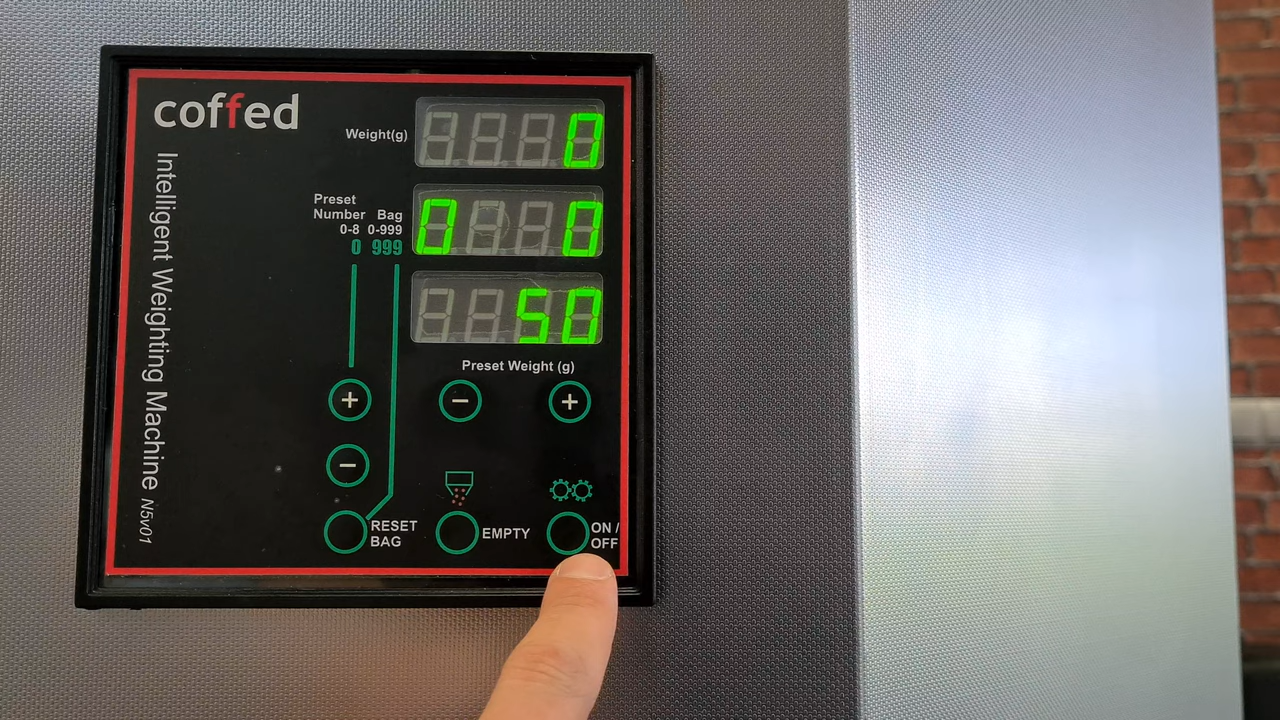 coffed
Intelligent Weighting Machine N5v01
Weight(g)
0
Preset
Number Bag
0-8 0-999
0 999
0 0
50
Preset Weight (g)
+ − +
−
RESET
BAG
EMPTY
ON /
OFF